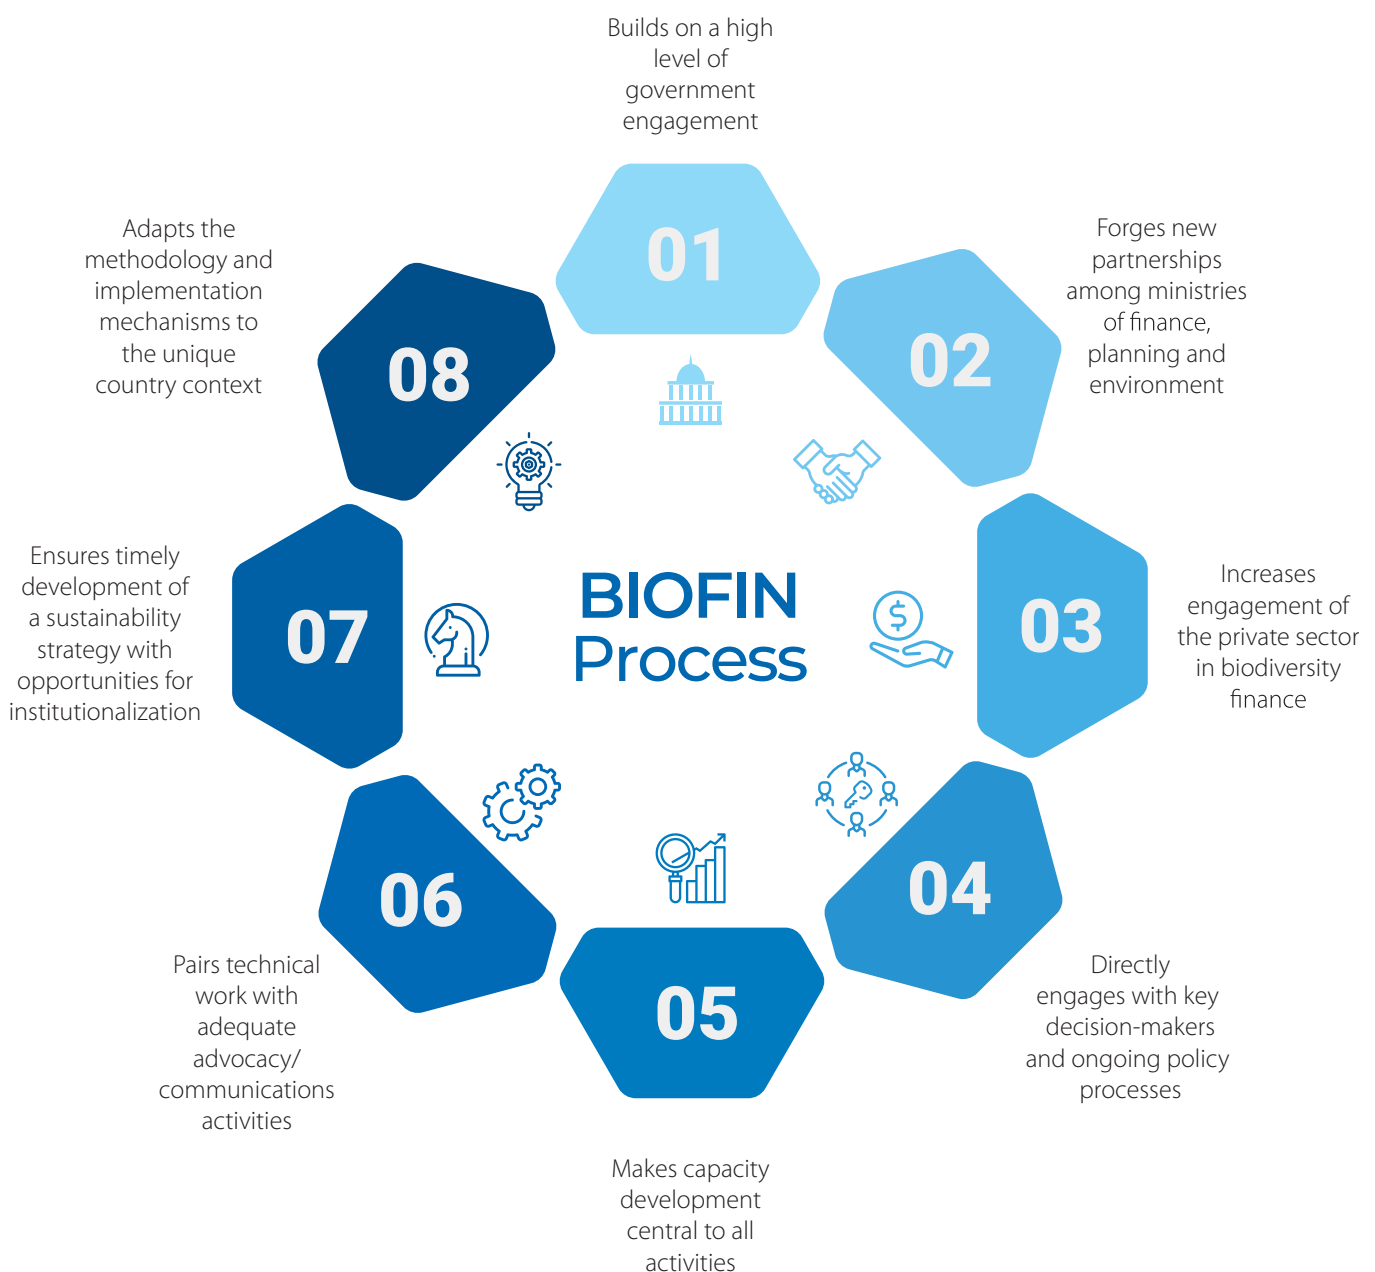 Builds on a high
level of
government
engagement
01
Forges new
partnerships
among ministries
of finance,
planning and
environment
02
Increases
engagement of
the private sector
in biodiversity
finance
03
Directly
engages with key
decision-makers
and ongoing policy
processes
04
Makes capacity
development
central to all
activities
05
Pairs technical
work with
adequate
advocacy/
communications
activities
06
Ensures timely
development of
a sustainability
strategy with
opportunities for
institutionalization
07
Adapts the
methodology and
implementation
mechanisms to
the unique
country context
08
BIOFIN
Process
$